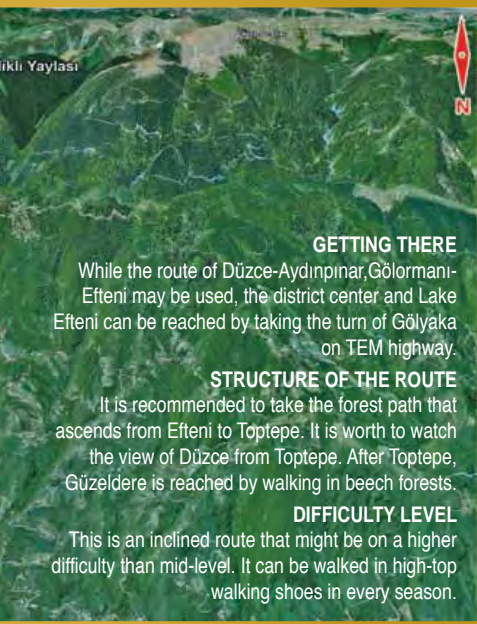 Yaylası
N
GETTING THERE
While the route of Düzce-Aydınpınar,Gölormanı-
Efteni may be used, the district center and Lake
Efteni can be reached by taking the turn of Gölyaka
on TEM highway.
STRUCTURE OF THE ROUTE
It is recommended to take the forest path that
ascends from Efteni to Toptepe. It is worth to watch
the view of Düzce from Toptepe. After Toptepe,
Güzeldere is reached by walking in beech forests.
DIFFICULTY LEVEL
This is an inclined route that might be on a higher
difficulty than mid-level. It can be walked in high-top
walking shoes in every season.